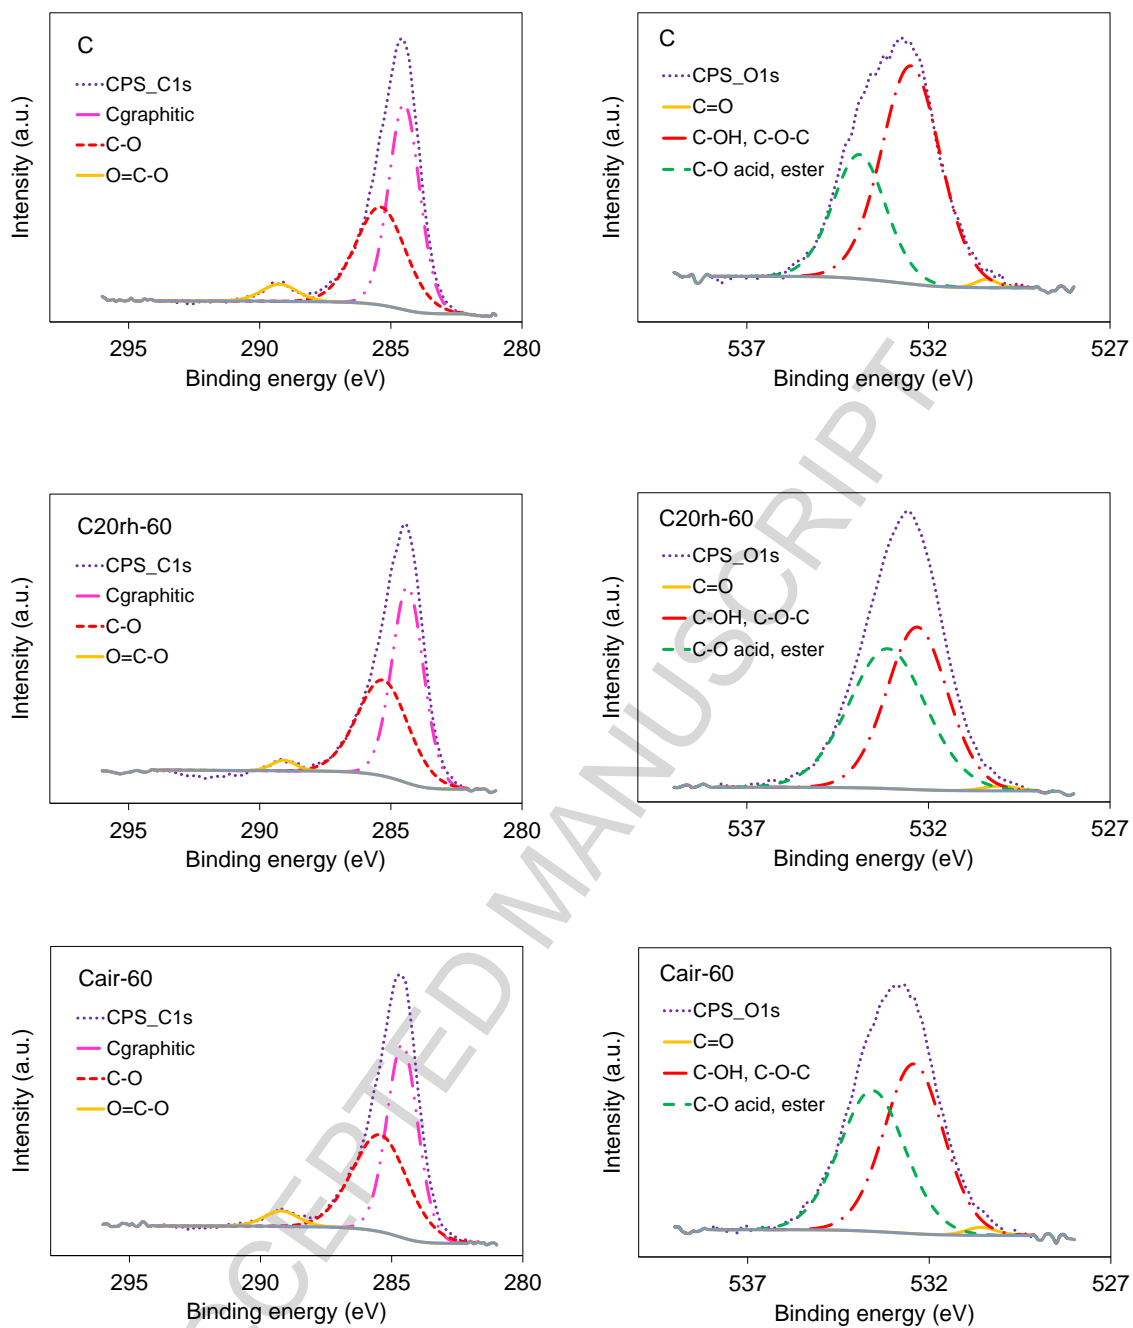 C
CPS_C1s
Cgraphitic
C-O
O=C-O
Intensity (a.u.)
295 290 285 280
Binding energy (eV)
C
CPS_O1s
C=O
C-OH, C-O-C
C-O acid, ester
Intensity (a.u.)
537 532 527
Binding energy (eV)
C20rh-60
CPS_C1s
Cgraphitic
C-O
O=C-O
Intensity (a.u.)
295 290 285 280
Binding energy (eV)
C20rh-60
CPS_O1s
C=O
C-OH, C-O-C
C-O acid, ester
Intensity (a.u.)
537 532 527
Binding energy (eV)
Cair-60
CPS_C1s
Cgraphitic
C-O
O=C-O
Intensity (a.u.)
295 290 285 280
Binding energy (eV)
Cair-60
CPS_O1s
C=O
C-OH, C-O-C
C-O acid, ester
Intensity (a.u.)
537 532 527
Binding energy (eV)
CCEPTED MANUSCRIPT